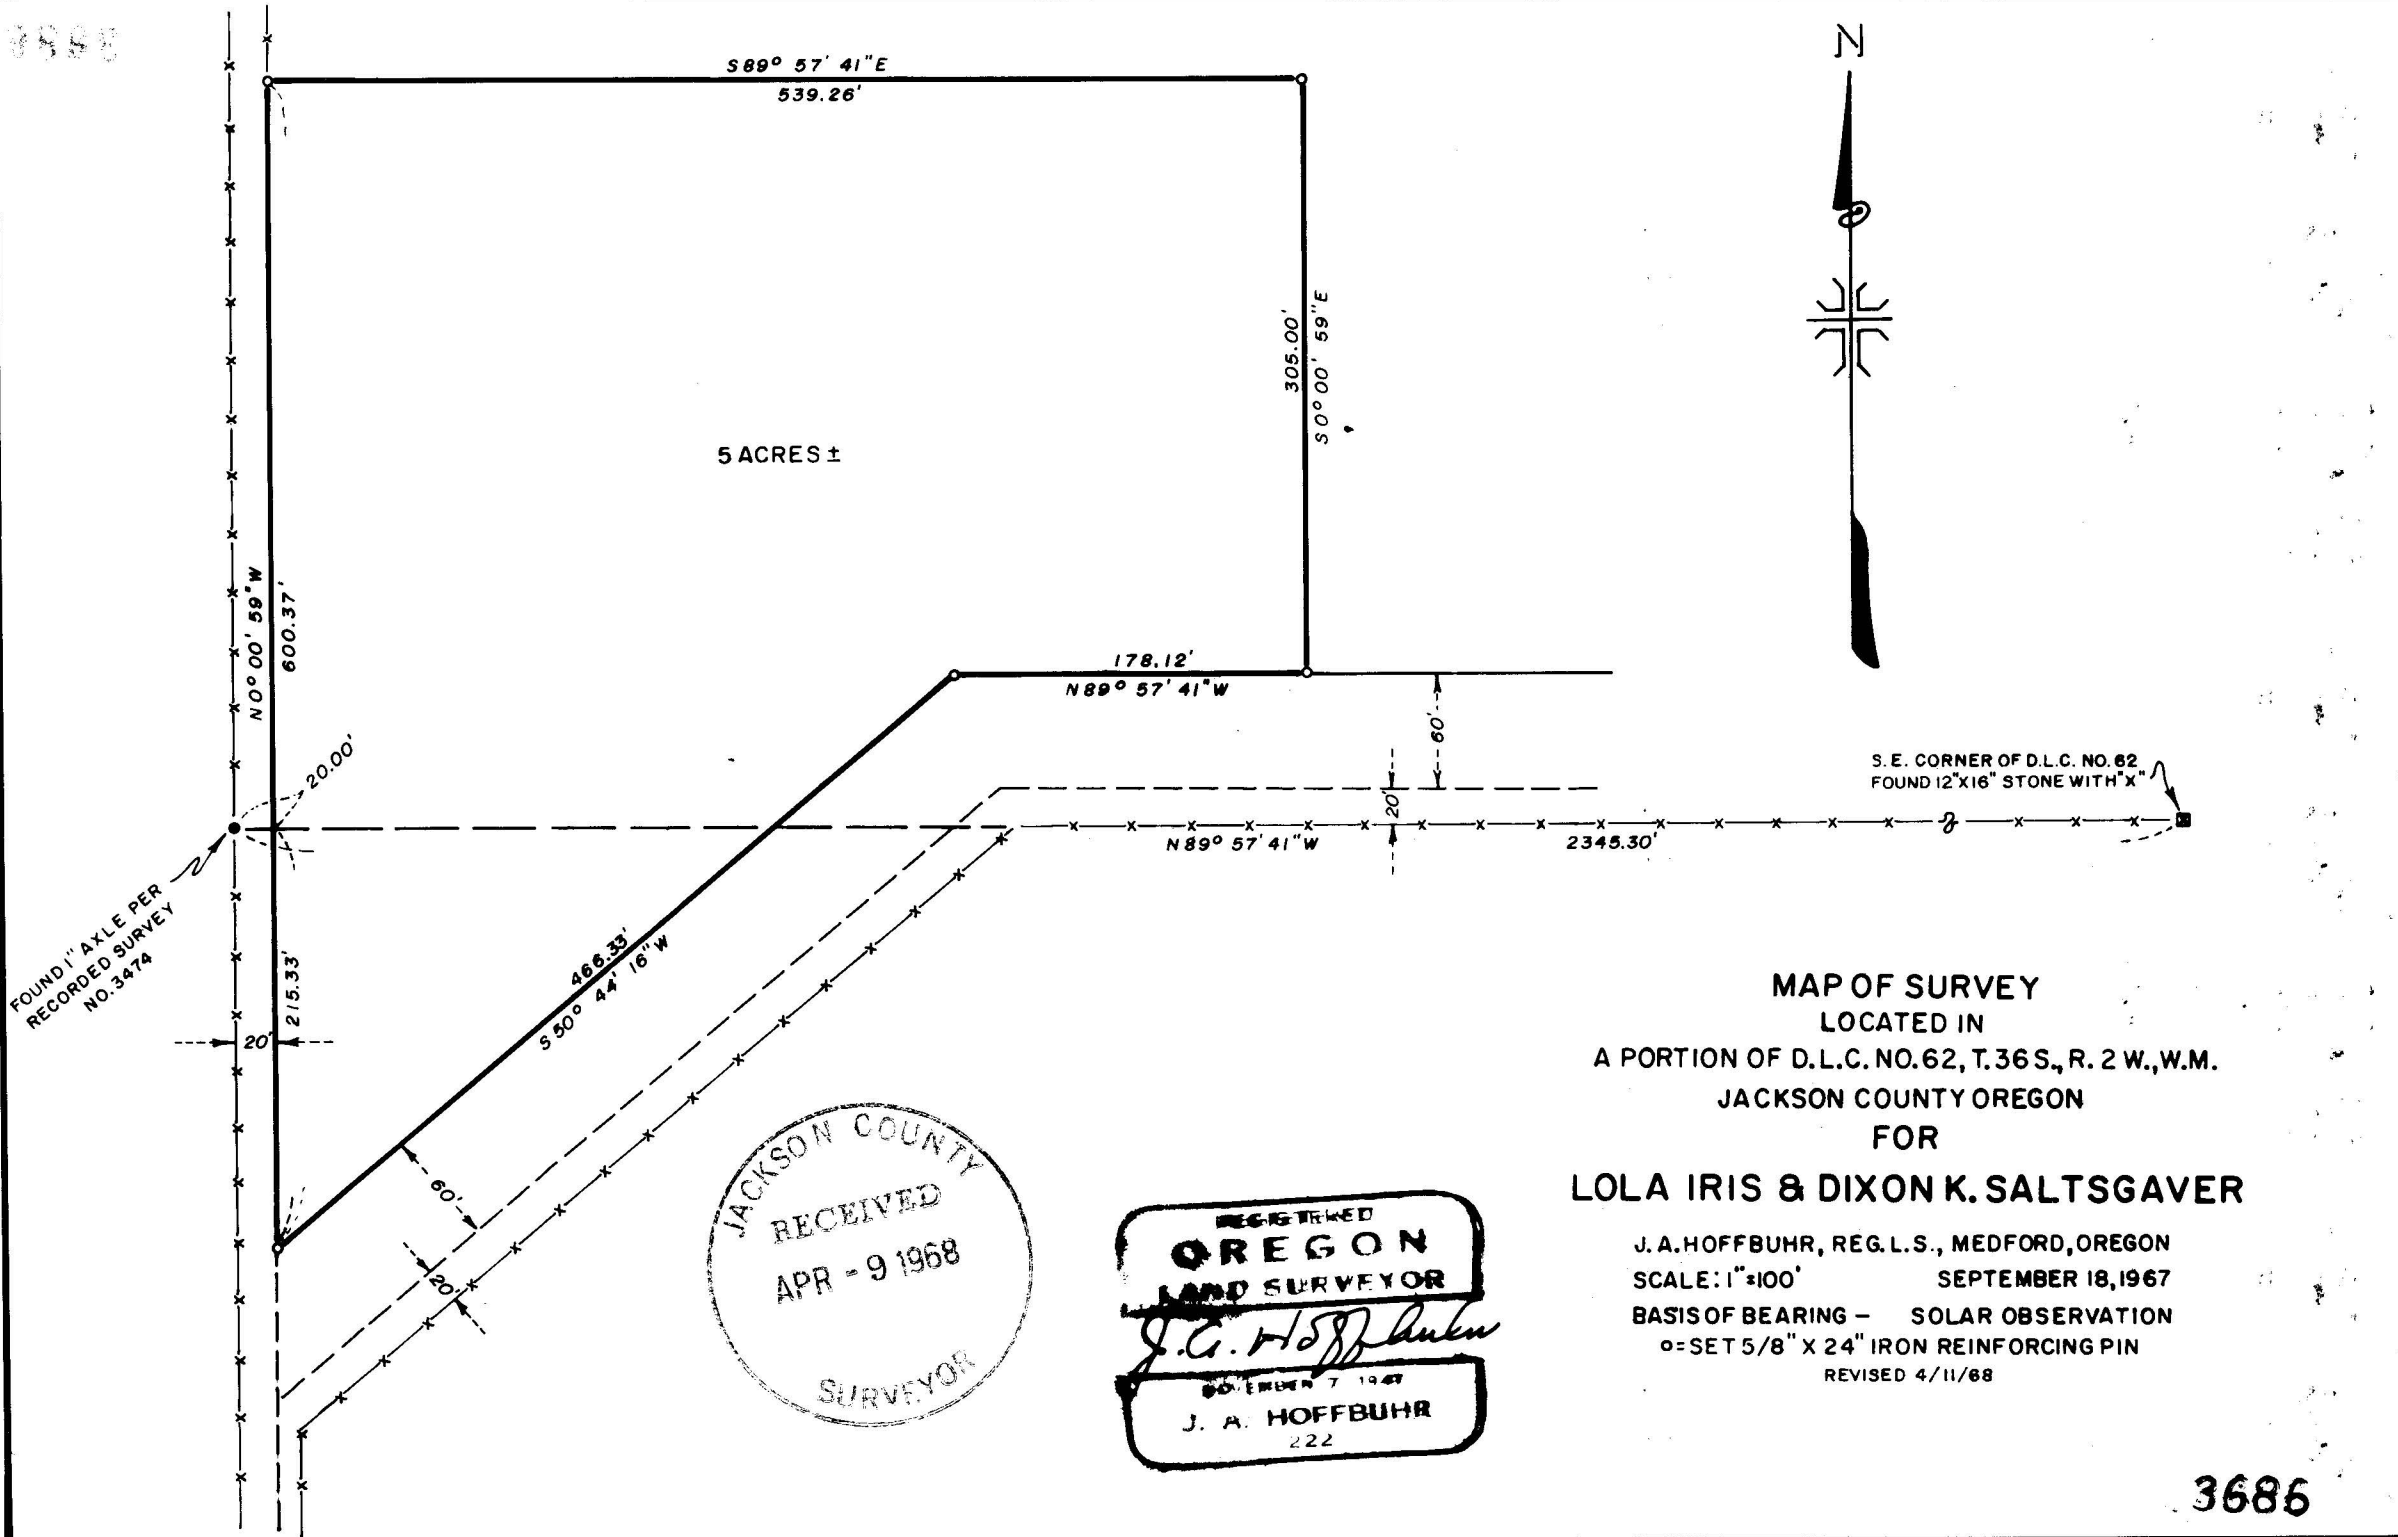 N
S 89° 57' 41" E
539.26'
305.00'
S 0° 00' 59" E
5 ACRES ±
N 0° 00' 59" W
600.37'
178.12'
N 89° 57' 41" W
60'
20.00'
20'
S.E. CORNER OF D.L.C. NO. 62
FOUND 12"X16" STONE WITH "X"
N 89° 57' 41" W
2345.30'
FOUND 1" AXLE PER
RECORDED SURVEY
NO. 3474
466.33'
S 50° 44' 16" W
215.33'
20'
60'
20'
JACKSON COUNTY
RECEIVED
APR - 9 1968
SURVEYOR
REGISTERED
OREGON
LAND SURVEYOR
J. A. Hoffbuhr
NOVEMBER 7 1947
J. A. HOFFBUHR
222
MAP OF SURVEY
LOCATED IN
A PORTION OF D.L.C. NO. 62, T. 36 S., R. 2 W., W.M.
JACKSON COUNTY OREGON
FOR
LOLA IRIS & DIXON K. SALTSGAVER
J. A. HOFFBUHR, REG. L.S., MEDFORD, OREGON
SCALE: 1"=100' SEPTEMBER 18, 1967
BASIS OF BEARING – SOLAR OBSERVATION
o = SET 5/8" X 24" IRON REINFORCING PIN
REVISED 4/11/68
3686